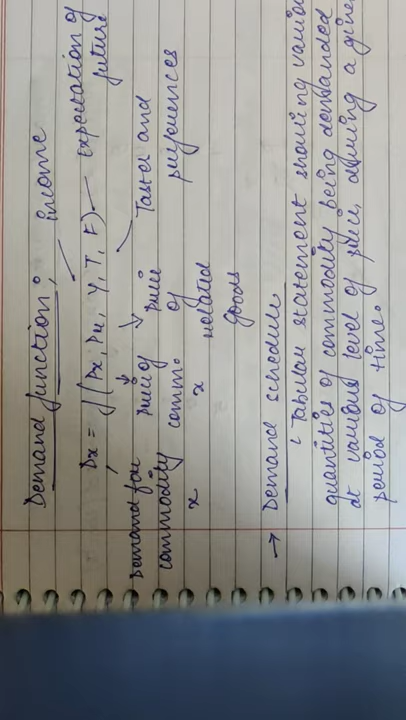 Demand function:
income
Dx = f(Px, Pr, Y, T, F) — Expectation of future
Demand for commodity x
Price of comm. x
Price of related goods
Tastes and preferences
→ Demand schedule
Tabular statement showing various
quantities of commodity being demanded
at various level of price, during a given
period of time.